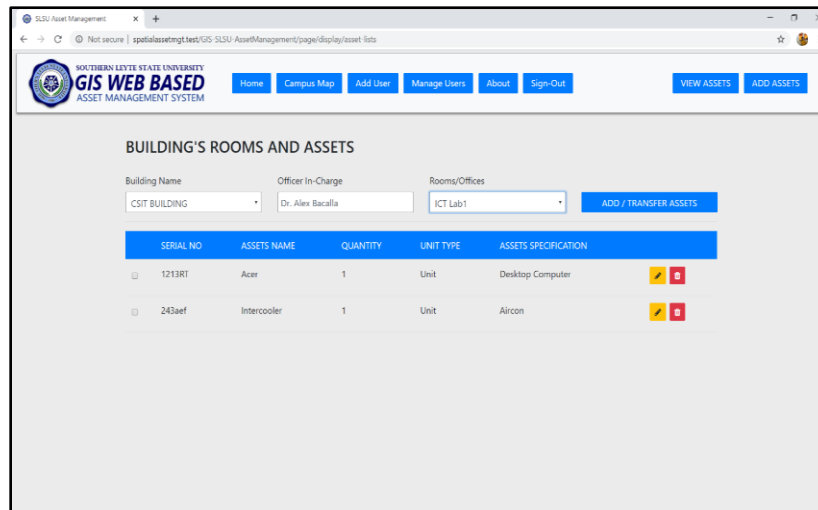 SLSU Asset Management
Not secure | spatialassetmgt.test/GIS-SLSU-AssetManagement/page/display/asset-lists
SOUTHERN LEYTE STATE UNIVERSITY
GIS WEB BASED
ASSET MANAGEMENT SYSTEM
Home Campus Map Add User Manage Users About Sign-Out VIEW ASSETS ADD ASSETS
BUILDING'S ROOMS AND ASSETS
Building Name Officer In-Charge Rooms/Offices
CSIT BUILDING Dr. Alex Bacalla ICT Lab1 ADD / TRANSFER ASSETS
SERIAL NO ASSETS NAME QUANTITY UNIT TYPE ASSETS SPECIFICATION
1213RT Acer 1 Unit Desktop Computer
243aef Intercooler 1 Unit Aircon